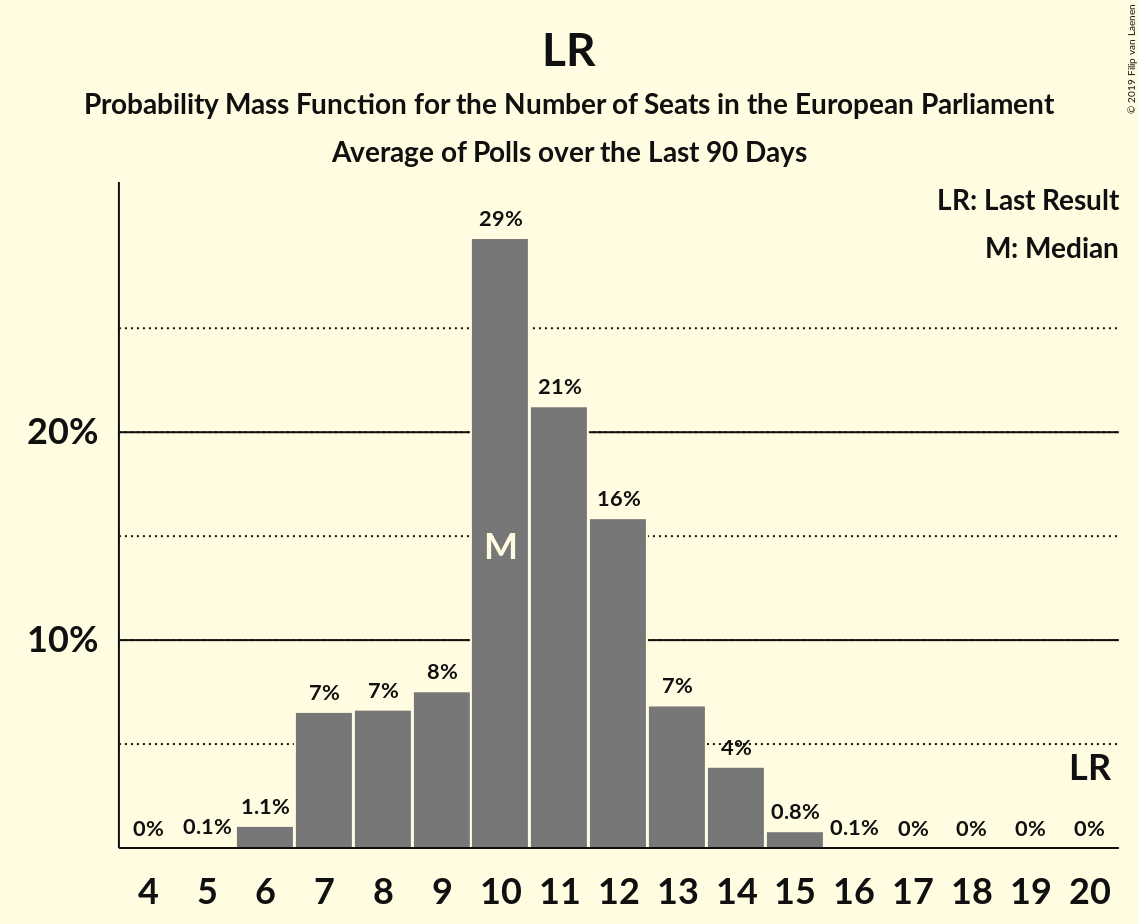 LR
Probability Mass Function for the Number of Seats in the European Parliament
Average of Polls over the Last 90 Days
© 2019 Filip van Laenen
LR: Last Result
M: Median
29%
21%
20%
16%
M
10%
8%
7%
7%
7%
4%
LR
1.1%
0.8%
0%
0.1%
0.1%
0%
0%
0%
0%
4 5 6 7 8 9 10 11 12 13 14 15 16 17 18 19 20